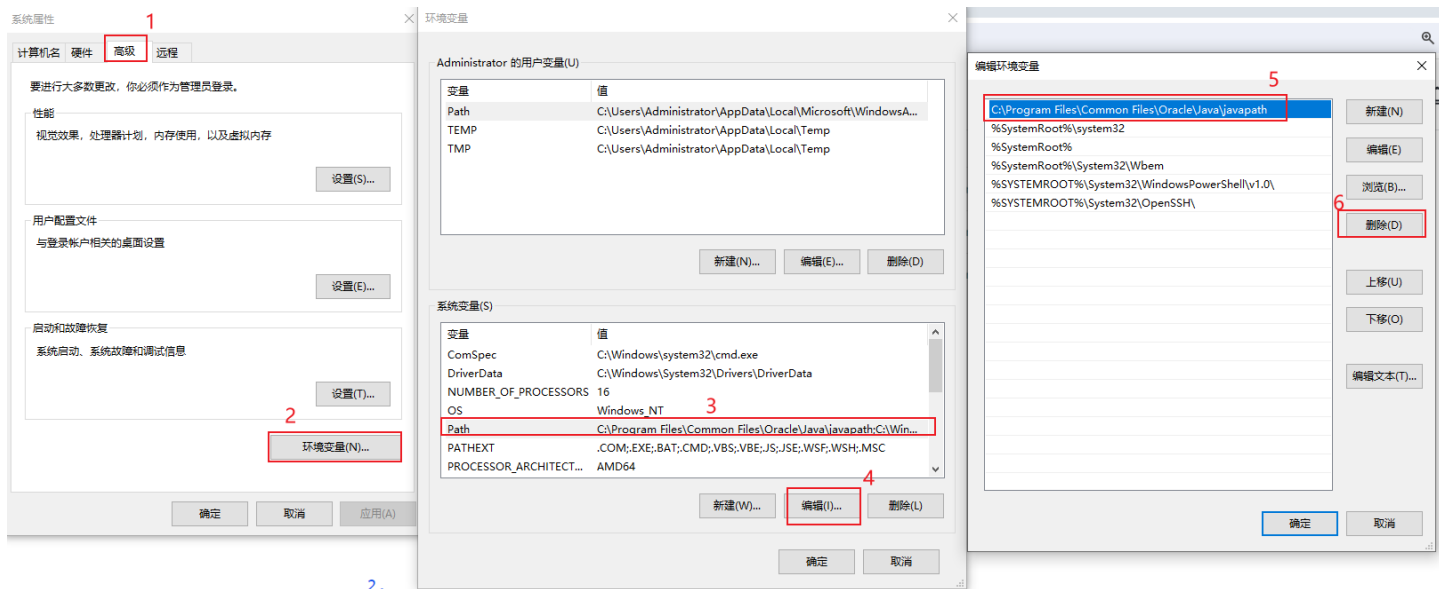 系统属性
1
计算机名 硬件 高级 远程
要进行大多数更改，你必须作为管理员登录。
性能
视觉效果，处理器计划，内存使用，以及虚拟内存
设置(S)...
用户配置文件
与登录帐户相关的桌面设置
设置(E)...
启动和故障恢复
系统启动、系统故障和调试信息
设置(T)...
2
环境变量(N)...
确定 取消 应用(A)
2、
环境变量
Administrator 的用户变量(U)
变量 值
Path C:\Users\Administrator\AppData\Local\Microsoft\WindowsA...
TEMP C:\Users\Administrator\AppData\Local\Temp
TMP C:\Users\Administrator\AppData\Local\Temp
新建(N)... 编辑(E)... 删除(D)
系统变量(S)
变量 值
ComSpec C:\Windows\system32\cmd.exe
DriverData C:\Windows\System32\Drivers\DriverData
NUMBER_OF_PROCESSORS 16
OS Windows_NT
3
Path C:\Program Files\Common Files\Oracle\Java\javapath;C:\Win...
PATHEXT .COM;.EXE;.BAT;.CMD;.VBS;.VBE;.JS;.JSE;.WSF;.WSH;.MSC
PROCESSOR_ARCHITECT... AMD64
4
新建(W)... 编辑(I)... 删除(L)
确定 取消
编辑环境变量
5
C:\Program Files\Common Files\Oracle\Java\javapath
%SystemRoot%\system32
%SystemRoot%
%SystemRoot%\System32\Wbem
%SYSTEMROOT%\System32\WindowsPowerShell\v1.0\
%SYSTEMROOT%\System32\OpenSSH\
新建(N)
编辑(E)
浏览(B)...
6
删除(D)
上移(U)
下移(O)
编辑文本(T)...
确定 取消